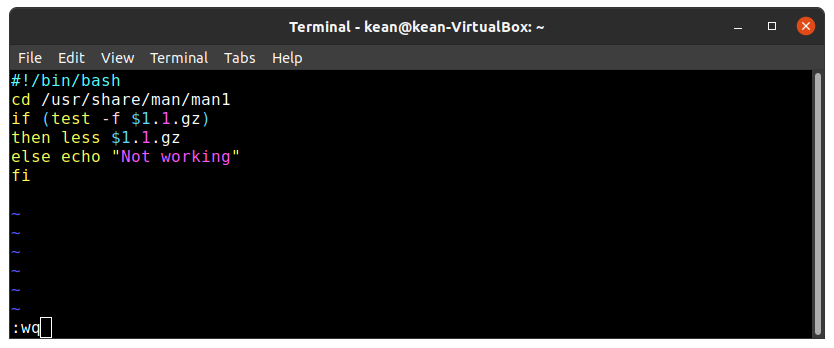 Terminal - kean@kean-VirtualBox: ~
File Edit View Terminal Tabs Help
#!/bin/bash
cd /usr/share/man/man1
if (test -f $1.1.gz)
then less $1.1.gz
else echo "Not working"
fi
~
~
~
~
~
~
:wq